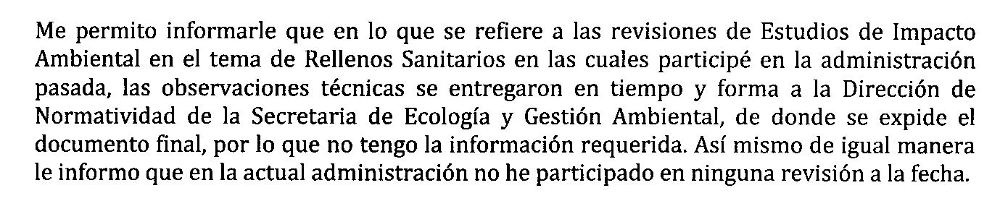 Me permito informarle que en lo que se refiere a las revisiones de Estudios de Impacto
Ambiental en el tema de Rellenos Sanitarios en las cuales participé en la administración
pasada, las observaciones técnicas se entregaron en tiempo y forma a la Dirección de
Normatividad de la Secretaria de Ecología y Gestión Ambiental, de donde se expide el
documento final, por lo que no tengo la información requerida. Así mismo de igual manera
le informo que en la actual administración no he participado en ninguna revisión a la fecha.